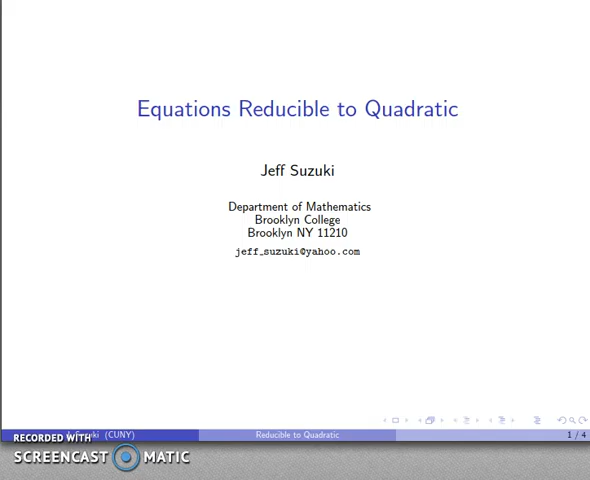 Equations Reducible to Quadratic
Jeff Suzuki
Department of Mathematics
Brooklyn College
Brooklyn NY 11210
jeff_suzuki@yahoo.com
(CUNY)
Reducible to Quadratic
1 / 4
RECORDED WITH
SCREENCAST MATIC